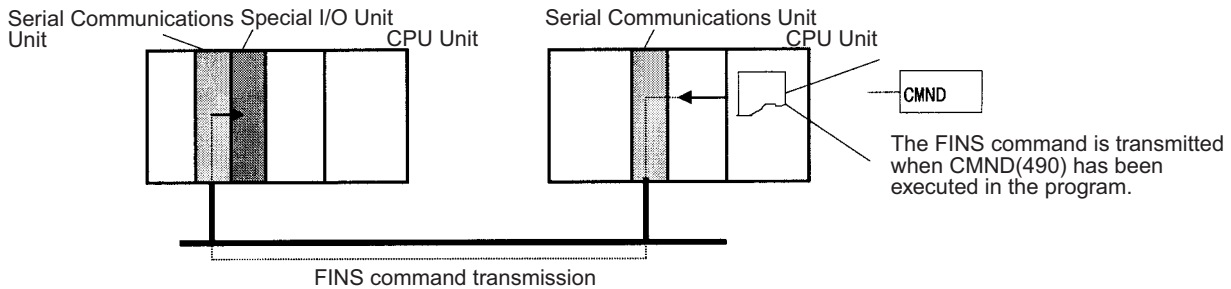 Serial Communications Unit
Special I/O Unit
CPU Unit
Serial Communications Unit
CPU Unit
CMND
The FINS command is transmitted
when CMND(490) has been
executed in the program.
FINS command transmission